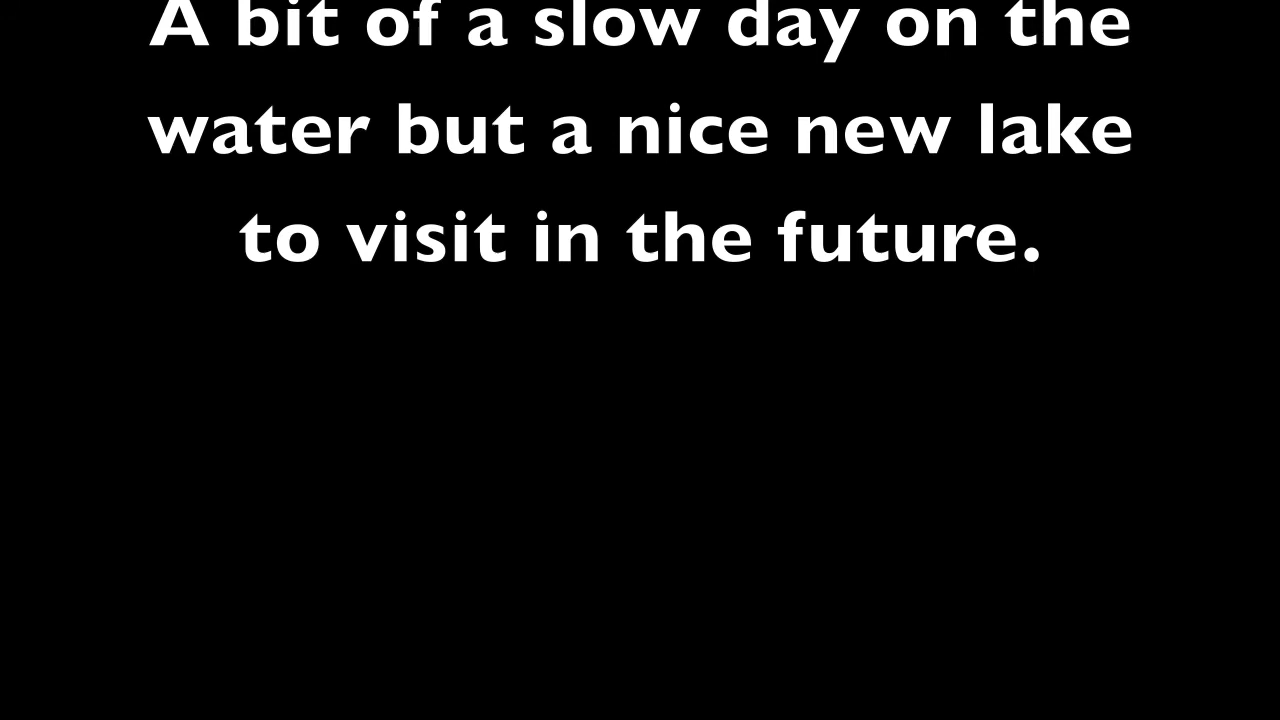 A bit of a slow day on the
water but a nice new lake
to visit in the future.